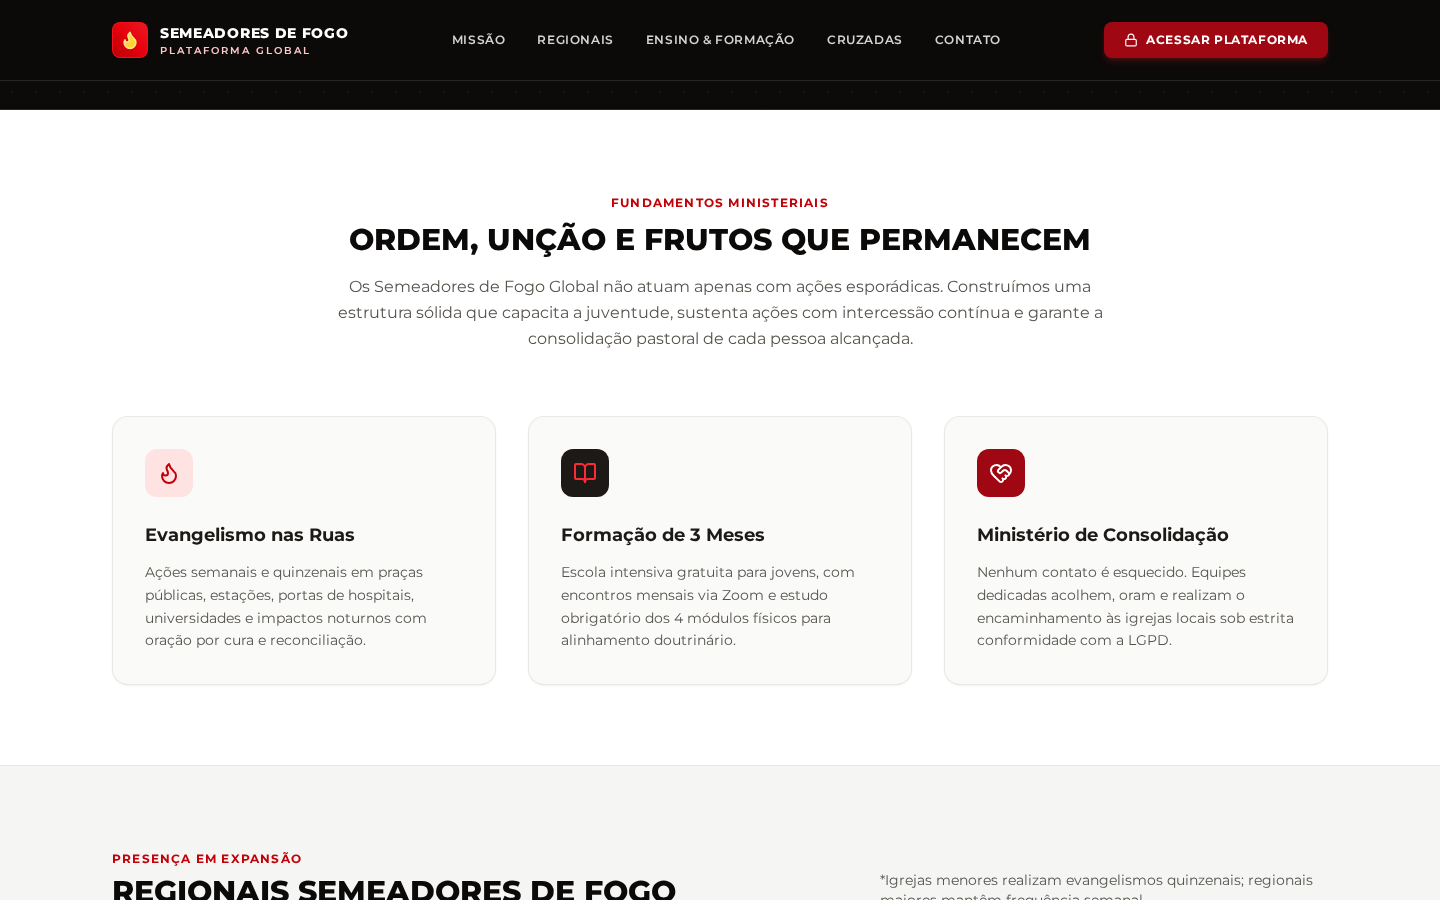 SEMEADORES DE FOGO
PLATAFORMA GLOBAL
MISSÃO
REGIONAIS
ENSINO & FORMAÇÃO
CRUZADAS
CONTATO
ACESSAR PLATAFORMA
FUNDAMENTOS MINISTERIAIS
ORDEM, UNÇÃO E FRUTOS QUE PERMANECEM
Os Semeadores de Fogo Global não atuam apenas com ações esporádicas. Construímos uma
estrutura sólida que capacita a juventude, sustenta ações com intercessão contínua e garante a
consolidação pastoral de cada pessoa alcançada.
Evangelismo nas Ruas
Ações semanais e quinzenais em praças
públicas, estações, portas de hospitais,
universidades e impactos noturnos com
oração por cura e reconciliação.
Formação de 3 Meses
Escola intensiva gratuita para jovens, com
encontros mensais via Zoom e estudo
obrigatório dos 4 módulos físicos para
alinhamento doutrinário.
Ministério de Consolidação
Nenhum contato é esquecido. Equipes
dedicadas acolhem, oram e realizam o
encaminhamento às igrejas locais sob estrita
conformidade com a LGPD.
PRESENÇA EM EXPANSÃO
REGIONAIS SEMEADORES DE FOGO
*Igrejas menores realizam evangelismos quinzenais; regionais
maiores mantêm frequência semanal.